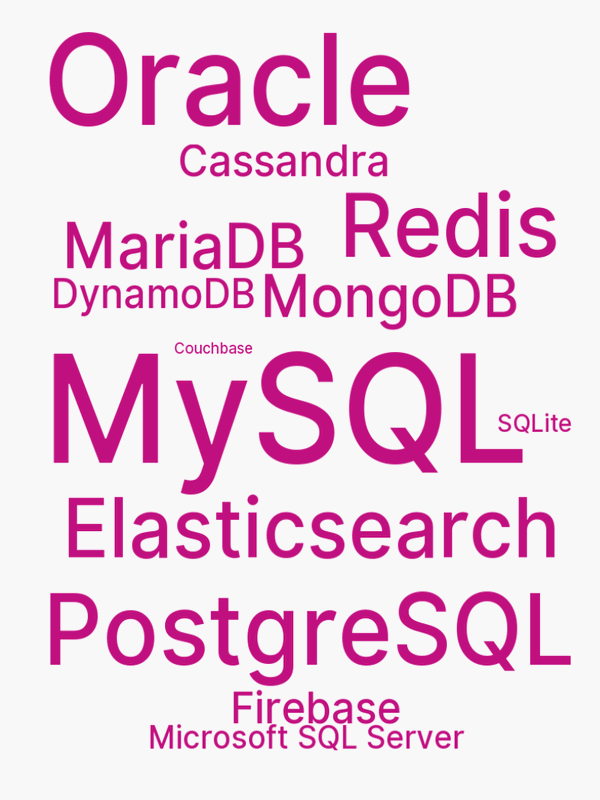 Oracle
Cassandra
Redis
MariaDB
DynamoDB
MongoDB
Couchbase
MySQL
SQLite
Elasticsearch
PostgreSQL
Firebase
Microsoft SQL Server